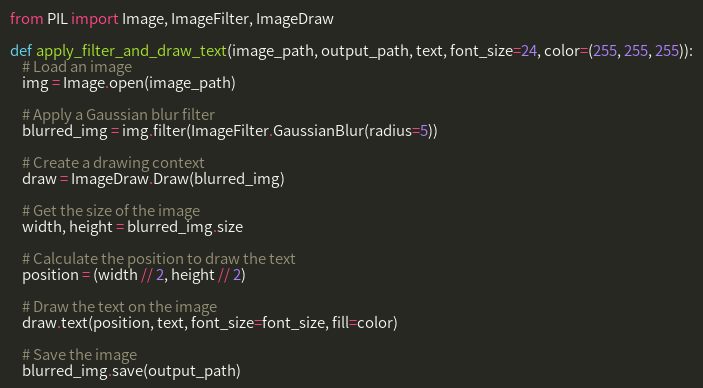 from PIL import Image, ImageFilter, ImageDraw
def apply_filter_and_draw_text(image_path, output_path, text, font_size=24, color=(255, 255, 255)):
# Load an image
img = Image.open(image_path)
# Apply a Gaussian blur filter
blurred_img = img.filter(ImageFilter.GaussianBlur(radius=5))
# Create a drawing context
draw = ImageDraw.Draw(blurred_img)
# Get the size of the image
width, height = blurred_img.size
# Calculate the position to draw the text
position = (width // 2, height // 2)
# Draw the text on the image
draw.text(position, text, font_size=font_size, fill=color)
# Save the image
blurred_img.save(output_path)